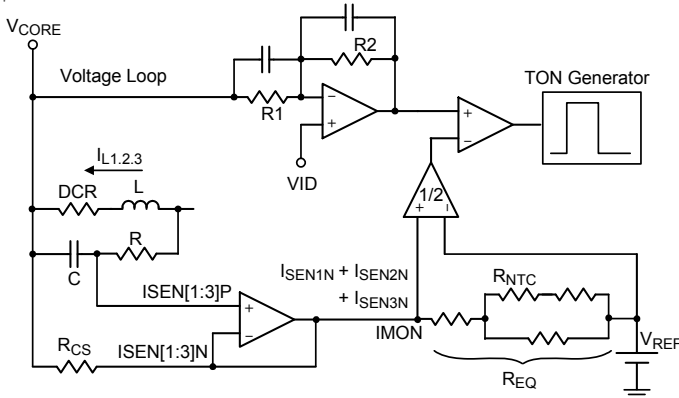 VCORE
Voltage Loop
R2
R1
TON Generator
+
−
−
+
VID
IL1.2.3
DCR
L
1/2
+
−
C
R
ISEN1N + ISEN2N
+ ISEN3N
RNTC
ISEN[1:3]P
+
−
IMON
RCS
ISEN[1:3]N
VREF
REQ